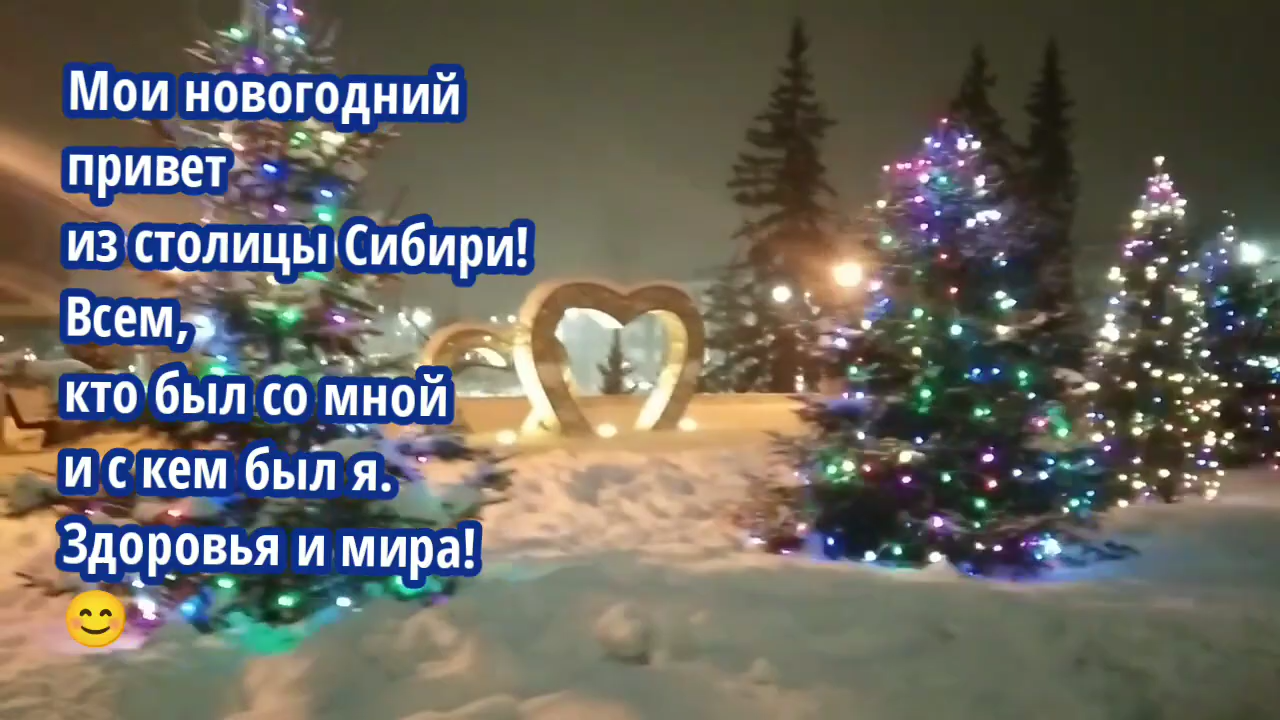 Мои новогодний
привет
из столицы Сибири!
Всем,
кто был со мной
и с кем был я.
Здоровья и мира!
😊